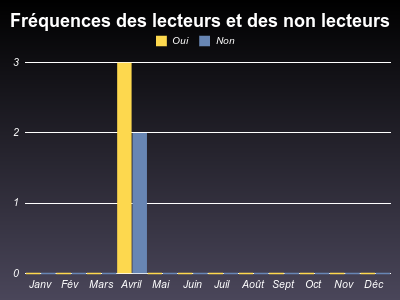 Fréquences des lecteurs et des non lecteurs
Oui Non
3
2
1
0
Janv Fév Mars Avril Mai Juin Juil Août Sept Oct Nov Déc